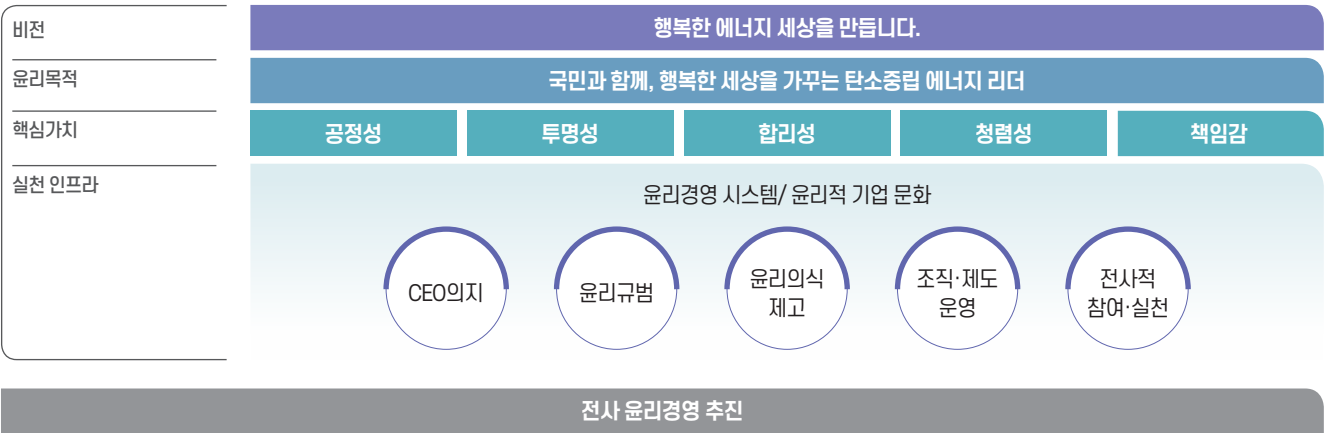 비전
행복한 에너지 세상을 만듭니다.
윤리목적
국민과 함께, 행복한 세상을 가꾸는 탄소중립 에너지 리더
핵심가치
공정성
투명성
합리성
청렴성
책임감
실천 인프라
윤리경영 시스템/ 윤리적 기업 문화
CEO의지
윤리규범
윤리의식
제고
조직·제도
운영
전사적
참여·실천
전사 윤리경영 추진